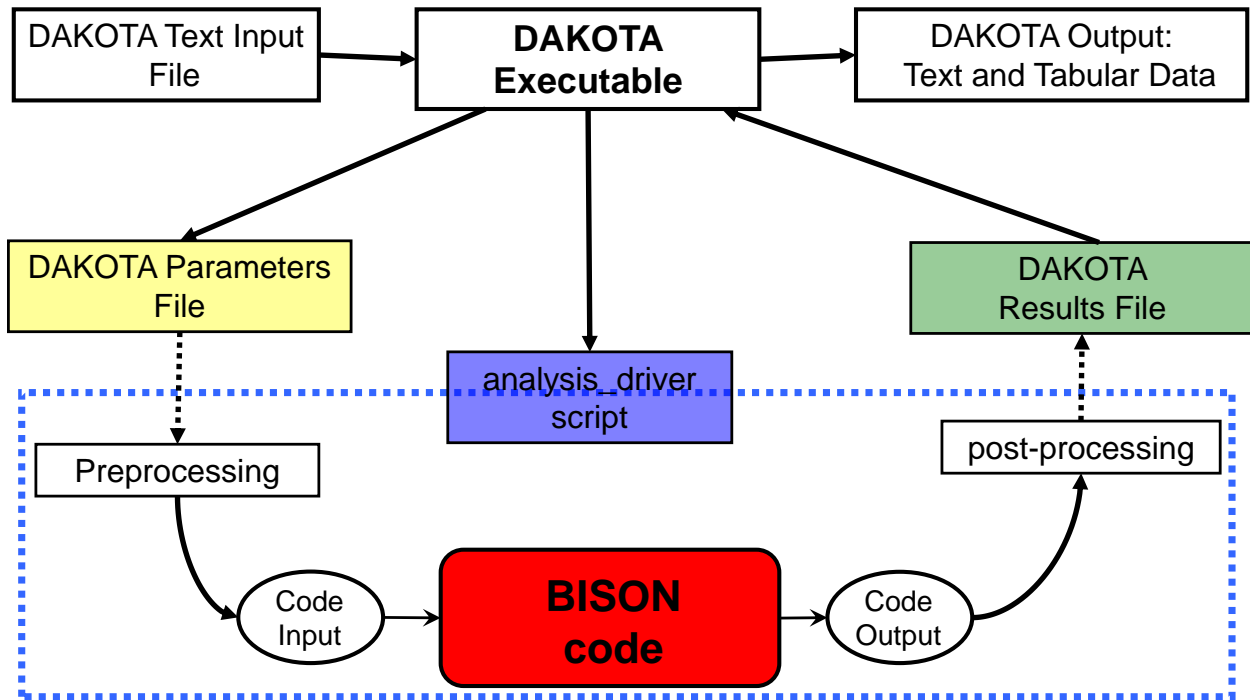 DAKOTA Text Input
File
DAKOTA
Executable
DAKOTA Output:
Text and Tabular Data
DAKOTA Parameters
File
DAKOTA
Results File
analysis_driver
script
Preprocessing
post-processing
Code
Input
BISON
code
Code
Output